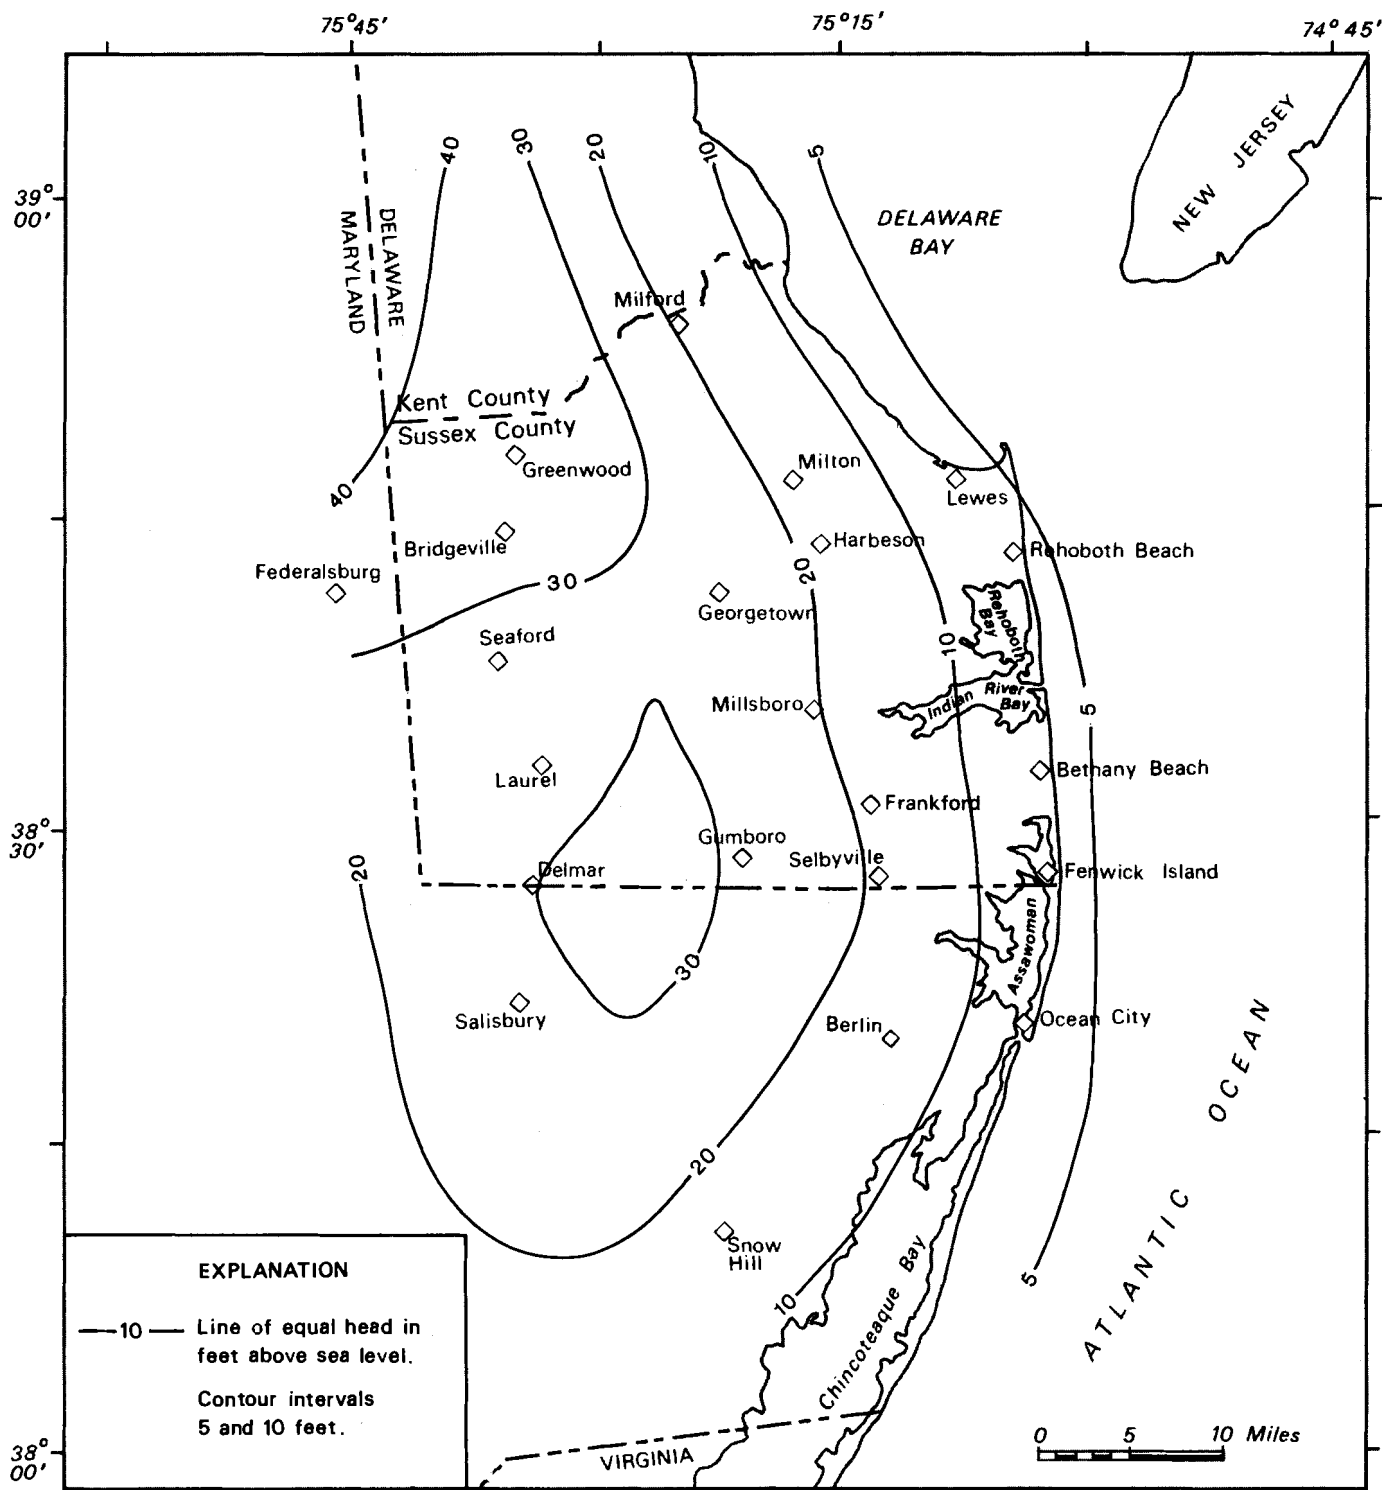 75°45'
75°15'
74°45'
39°
00'
38°
30'
38°
00'
40
30
20
10
5
DELAWARE
MARYLAND
DELAWARE
BAY
NEW JERSEY
Milford
Kent County
Sussex County
Greenwood
Milton
Lewes
40
Bridgeville
Harbeson
Rehoboth Beach
Federalsburg
30
20
Georgetown
Rehoboth
Bay
Seaford
10
Millsboro
Indian River
Bay
5
Laurel
Bethany Beach
Frankford
Gumboro
Selbyville
20
Delmar
Fenwick Island
Assawoman
30
Salisbury
Berlin
Ocean City
20
Snow
Hill
10
5
Chincoteaque Bay
ATLANTIC OCEAN
VIRGINIA
EXPLANATION
10 Line of equal head in
feet above sea level.
Contour intervals
5 and 10 feet.
0 5 10 Miles